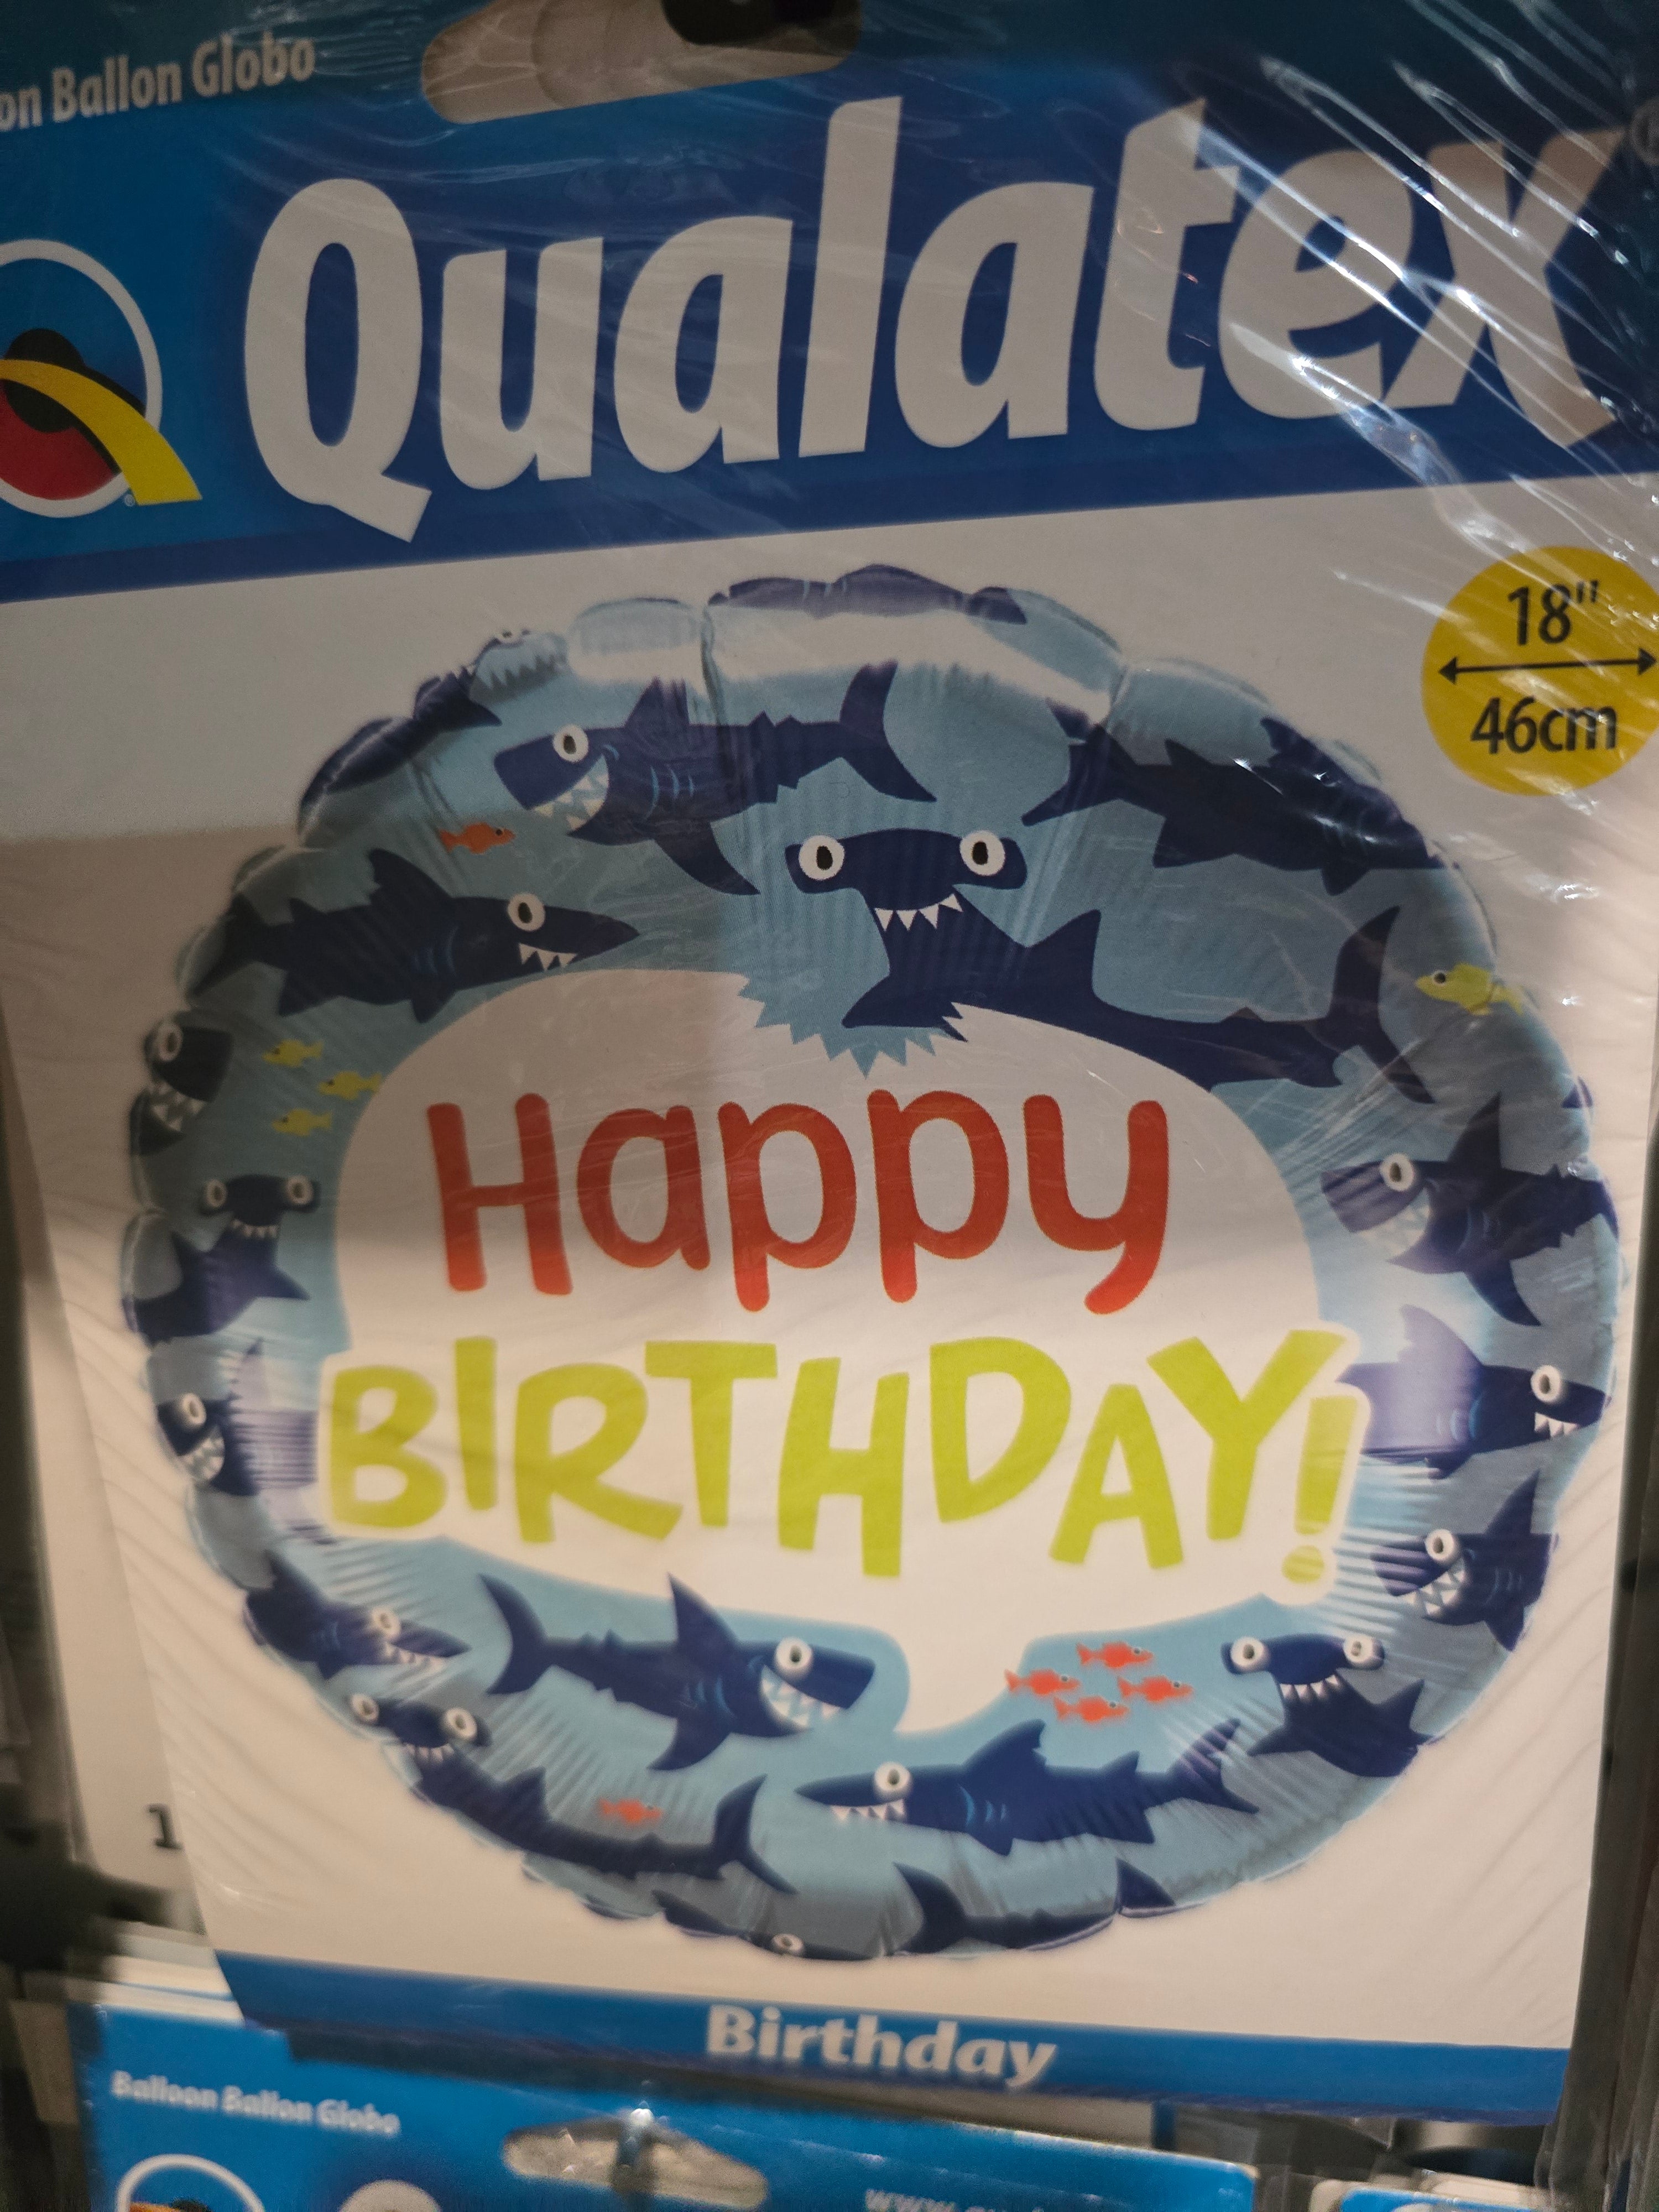 on Ballon Globo
Qualatex
18"
46cm
Happy
BIRTHDAY!
Birthday
Balloon Ballon Globo